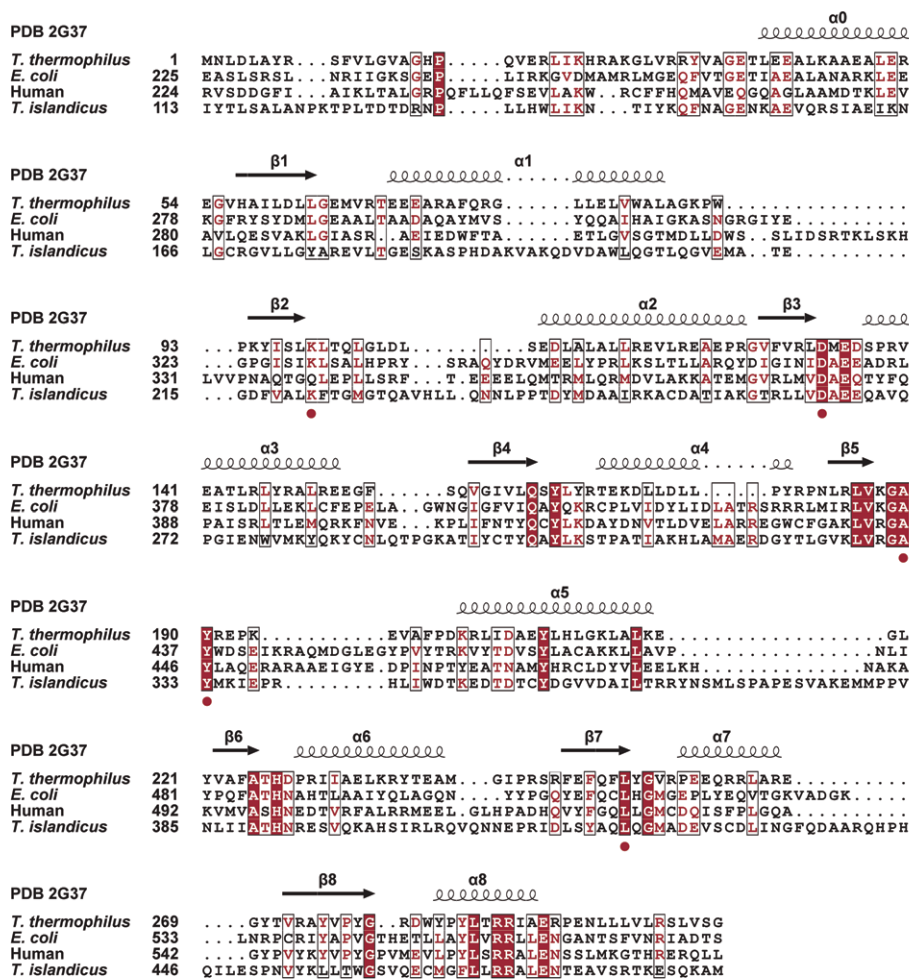 α0
PDB 2G37
T. thermophilus 1 MNLDLAYR...SFVLGVAGHP.....QVERLIKHRAKGLVRRYVAGETLEEALKAAEALER
E. coli 225 EASLSRSL...NRIIGKSGEP.....LIRKGVDMAMRLMGEQFVTGETIAEALANARKLEE
Human 224 RVSDDGFI...AIKLTALGRPQFLLQFSEVLAKW..RCFFHQMAVEQGQAGLAAMDTKLEV
T. islandicus 113 IYTLSALANPKTPLTDTDRNP.....LLHWLIKN...TIYKQFNAGENKAEVQRSIAEIKN
β1 α1
PDB 2G37
T. thermophilus 54 EGVHAILDLLGEMVRTEEEARAFQRG......LLELVWALAGKPW.............
E. coli 278 KGFRYSYDMLGEAALTAADAQAYMVS......YQQAIHAIGKASNGRGIYE.........
Human 280 AVLQESVAKLGIASR..AEIEDWFTA......ETLGVSGTMDLLDWSSLIDSRTKLSKH
T. islandicus 166 LGCRGVLLGYAREVLTGESKASPHDAKVAKQDVDAWLQGTLQGVEMA..TE.........
β2 α2 β3
PDB 2G37
T. thermophilus 93 ...PKYISLKLTQLGLDL.......SEDLALALLREVLREAEPRGVFVRLDMEDSPRV
E. coli 323 ...GPGISIKLSALHPRY...SRAQYDRVMEELYPRLKSLTLLARQYDIGINIDAEEADRL
Human 331 LVVPNAQTGQLEPLLSRF...TEEEELQMTRMLQRMDVLAKKATEMGVRLMVDAEQTYFQ
T. islandicus 215 ...GDFVALKFTGMGTQAVHLL.QNNLPPTDYMDAAIRKACDATIAKGTRLLVDAEEQAVQ
α3 β4 α4 β5
PDB 2G37
T. thermophilus 141 EATLRLYRALREEGF......SQVGIVLQSYLYRTEKDLLDLL...PYRPNLRLVKGA
E. coli 378 EISLDLLEKLCFEPELA..GWNGIGFVIQAYQKRCPLVIDYLIDLATRSRRRLMIRLVKGA
Human 388 PAISRLTLEMQRKFNVE...KPLIFNTYQCYLKDAYDNVTLDVELARREGWCFGAKLVRGA
T. islandicus 272 PGIENWVMKYQKYCNLQTPGKATIYCTYQAYLKSTPATIAKHLAMAERDGYTLGVKLVRGA
α5
PDB 2G37
T. thermophilus 190 YREPK.............EVAFPDKRLIDAEYLHLGKLALKE................GL
E. coli 437 YWDSEIKRAQMDGLEGYPVYTRKVYTDVSYLACAKKLLAVP...............NLI
Human 446 YLAQERARAAEIGYE.DPINPTYEATNAMYHRCLDYVLEELKH.............NAKA
T. islandicus 333 YMKIEPR.........HLIWDTKEDTDTCYDGVVDAILTRRYNSMLSPAPESVAKEMMPPV
β6 α6 β7 α7
PDB 2G37
T. thermophilus 221 YVAFATHDPRIIAELKRYTEAM...GIPRSRFEFQFLYGVRPEEQRRLARE....
E. coli 481 YPQFATHNAHTLAAIYQLAGQN....YYPGQYEFQCLHGMGEPLYEQVTGKVADGK....
Human 492 KVMVASHNEDTVRFALRRMEEL.GLHPADHQVYFGQLLGMCDQISFPLGQA.....
T. islandicus 385 NLIIATHNRESVQKAHSIRLRQVQNNEPRIDLSYAQLQGMADEVSCDLINGFQDAARQHPH
β8 α8
PDB 2G37
T. thermophilus 269 ....GYTVRAYVPYG..RDWYPYLTRRIAERPENLLLVLRSLVSG
E. coli 533 ...LNRPCRIYAPVGTHETLLAYLVRRLLENGANTSFVNRIADTS
Human 542 ....GYPVYKYVPYGPVMEVLPYLSRRALENSSLMKGTHRERQLL
T. islandicus 446 QILESPNVYKLLTWGSVQECMGFLLRRALENTEAVSRTKESQKAM